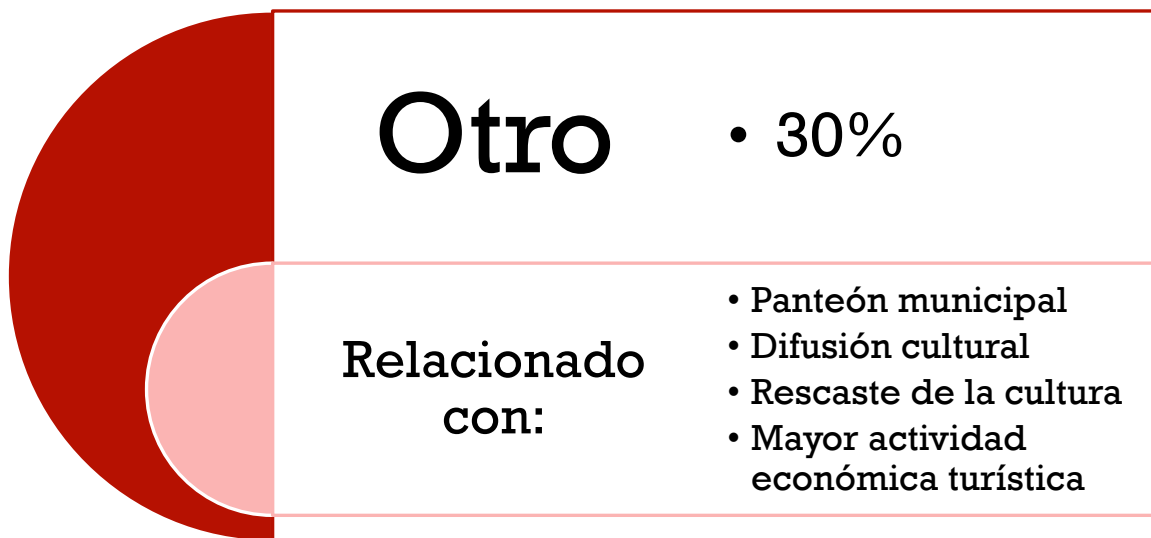 Otro
• 30%
Relacionado
con:
• Panteón municipal
• Difusión cultural
• Rescaste de la cultura
• Mayor actividad
económica turística